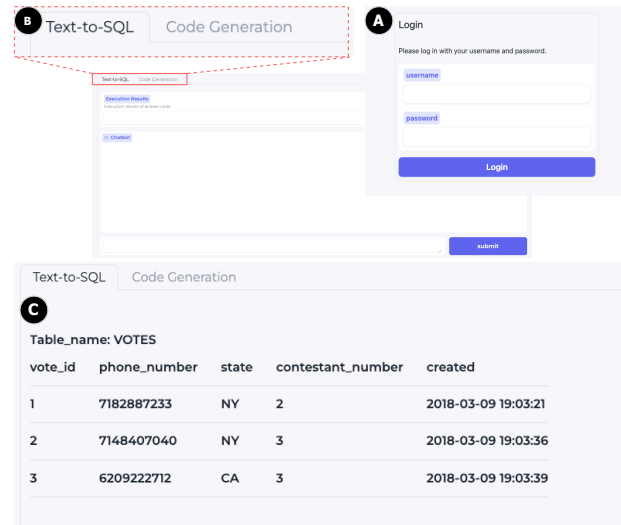 B
Text-to-SQL Code Generation
A
Login
Please log in with your username and password.
username
password
Login
Text-to-SQL Code Generation
Execution Results
Execution results of answer code
Chatbot
submit
Text-to-SQL Code Generation
C
Table_name: VOTES
vote_id phone_number state contestant_number created
1 7182887233 NY 2 2018-03-09 19:03:21
2 7148407040 NY 3 2018-03-09 19:03:36
3 6209222712 CA 3 2018-03-09 19:03:39